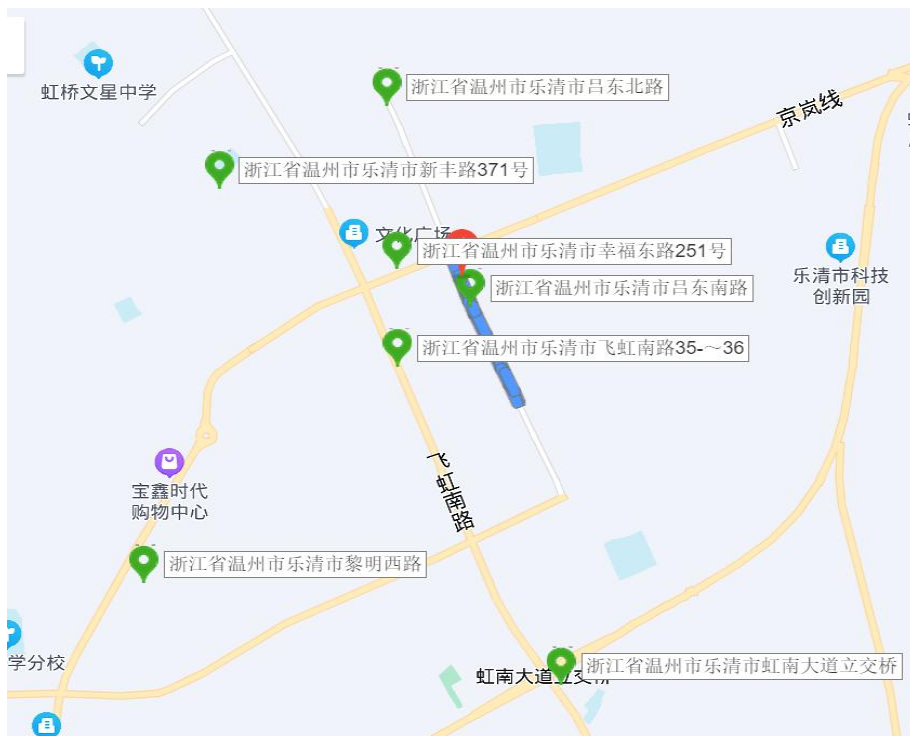 浙江省温州市乐清市吕东北路
虹桥文星中学
京岚线
浙江省温州市乐清市新丰路371号
文化广场
浙江省温州市乐清市幸福东路251号
乐清市科技
创新园
浙江省温州市乐清市吕东南路
浙江省温州市乐清市飞虹南路35-～36
飞虹南路
宝鑫时代
购物中心
浙江省温州市乐清市黎明西路
学分校
浙江省温州市乐清市虹南大道立交桥
虹南大道立交桥